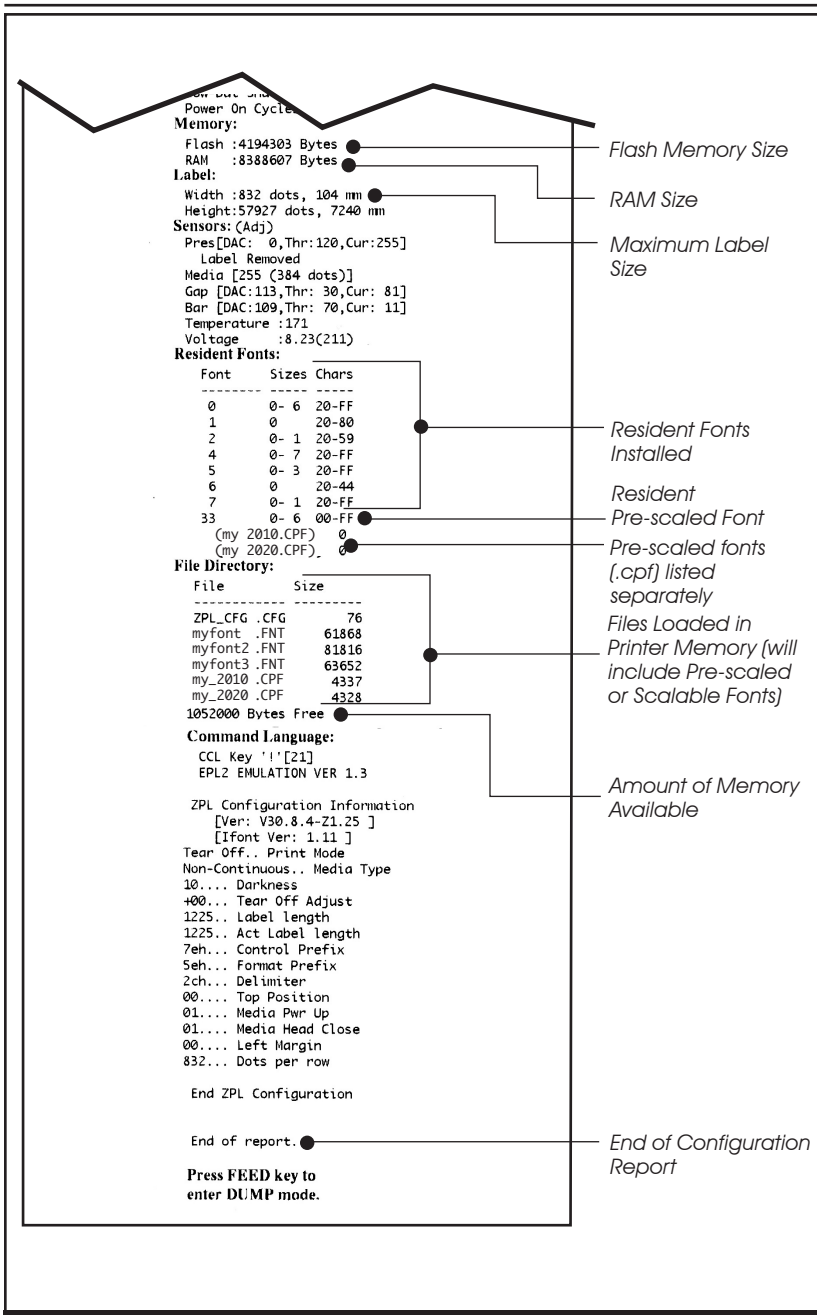 Power On Cycles
Memory:
Flash :4194303 Bytes
RAM   :8388607 Bytes
Label:
Width :832 dots, 104 mm
Height:57927 dots, 7240 mm
Sensors: (Adj)
Pres[DAC:  0,Thr:120,Cur:255]
Label Removed
Media [255 (384 dots)]
Gap [DAC:113,Thr: 30,Cur: 81]
Bar [DAC:109,Thr: 70,Cur: 11]
Temperature :171
Voltage     :8.23(211)
Resident Fonts:
Font     Sizes Chars
-------- ----- -----
0      0- 6  20-FF
1      0     20-80
2      0- 1  20-59
4      0- 7  20-FF
5      0- 3  20-FF
6      0     20-44
7      0- 1  20-FF
33     0- 6  00-FF
(my 2010.CPF)  0
(my 2020.CPF)  0
File Directory:
File        Size
------------ ---------
ZPL_CFG .CFG        76
myfont  .FNT     61868
myfont2 .FNT     81816
myfont3 .FNT     63652
my_2010 .CPF      4337
my_2020 .CPF      4328
1052000 Bytes Free
Command Language:
CCL Key '!'[21]
EPL2 EMULATION VER 1.3
ZPL Configuration Information
[Ver: V30.8.4-Z1.25 ]
[Ifont Ver: 1.11 ]
Tear Off.. Print Mode
Non-Continuous.. Media Type
10.... Darkness
+00... Tear Off Adjust
1225.. Label length
1225.. Act Label length
7eh... Control Prefix
5eh... Format Prefix
2ch... Delimiter
00.... Top Position
01.... Media Pwr Up
01.... Media Head Close
00.... Left Margin
832... Dots per row
End ZPL Configuration
End of report.
Press FEED key to
enter DUMP mode.
Flash Memory Size
RAM Size
Maximum Label
Size
Resident Fonts
Installed
Resident
Pre-scaled Font
Pre-scaled fonts
(.cpf) listed
separately
Files Loaded in
Printer Memory (will
include Pre-scaled
or Scalable Fonts)
Amount of Memory
Available
End of Configuration
Report